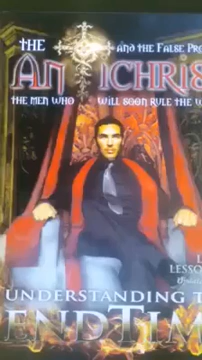 THE AND THE FALSE PRO
ANTICHRIS
THE MEN WHO WILL SOON RULE THE W
L
LESSO
UNDERSTANDING T
ENDTIM